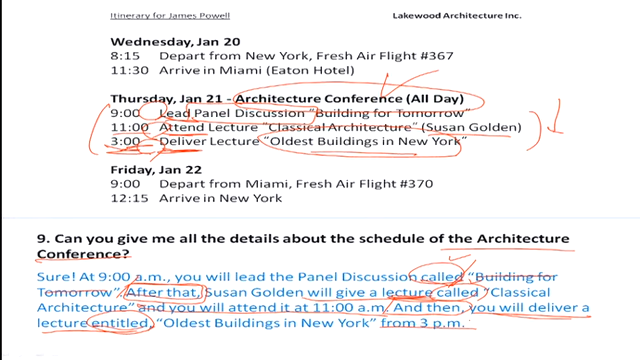 Itinerary for James Powell Lakewood Architecture Inc.
Wednesday, Jan 20
8:15 Depart from New York, Fresh Air Flight #367
11:30 Arrive in Miami (Eaton Hotel)
Thursday, Jan 21 - Architecture Conference (All Day)
9:00 Lead Panel Discussion "Building for Tomorrow"
11:00 Attend Lecture "Classical Architecture" (Susan Golden)
3:00 Deliver Lecture "Oldest Buildings in New York"
Friday, Jan 22
9:00 Depart from Miami, Fresh Air Flight #370
12:15 Arrive in New York
9. Can you give me all the details about the schedule of the Architecture
Conference?
Sure! At 9:00 a.m., you will lead the Panel Discussion called "Building for
Tomorrow". After that, Susan Golden will give a lecture called "Classical
Architecture" and you will attend it at 11:00 a.m. And then, you will deliver a
lecture entitled, "Oldest Buildings in New York" from 3 p.m.